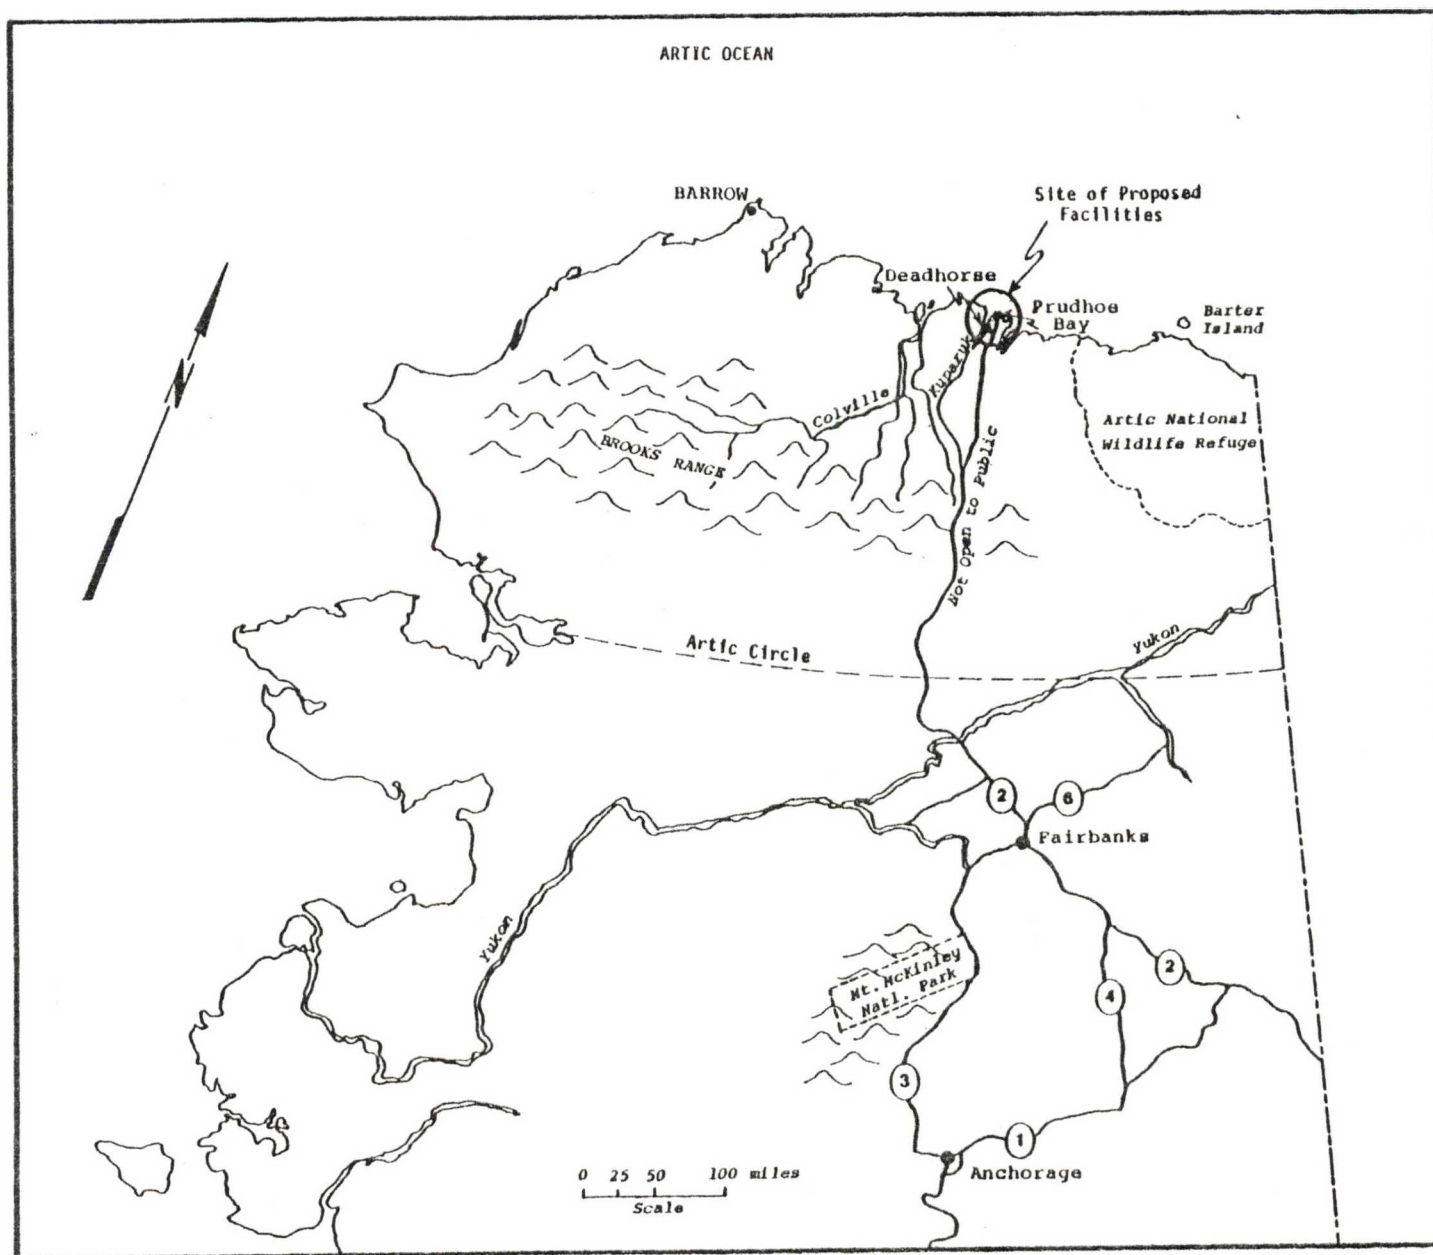 ARTIC OCEAN
BARROW
Site of Proposed
Facilities
Deadhorse
Prudhoe
Bay
Barter
Island
Kuparuk
Colville
Artic National
Wildlife Refuge
BROOKS RANGE
Not Open to Public
N
Artic Circle
Yukon
2
6
Fairbanks
Yukon
Mt. McKinley
Natl. Park
2
4
3
1
Anchorage
0 25 50 100 miles
Scale